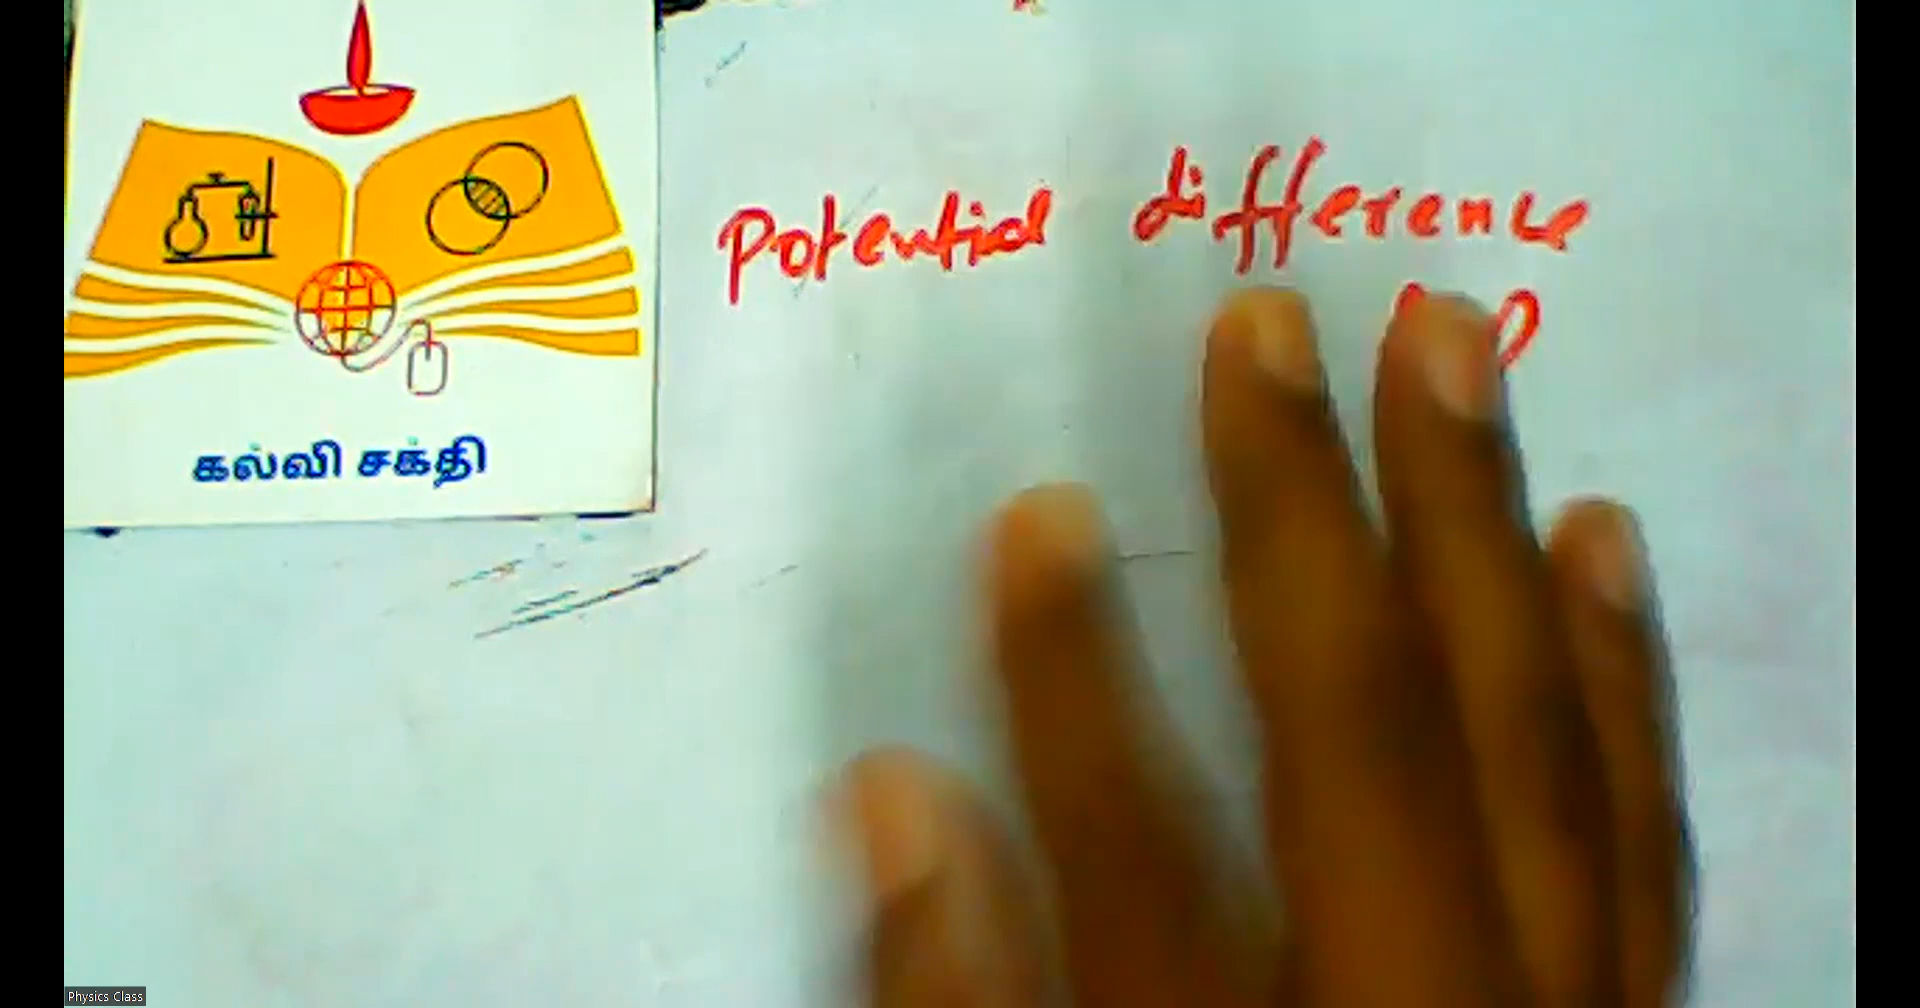 கல்வி சக்தி
Potential difference
Physics Class